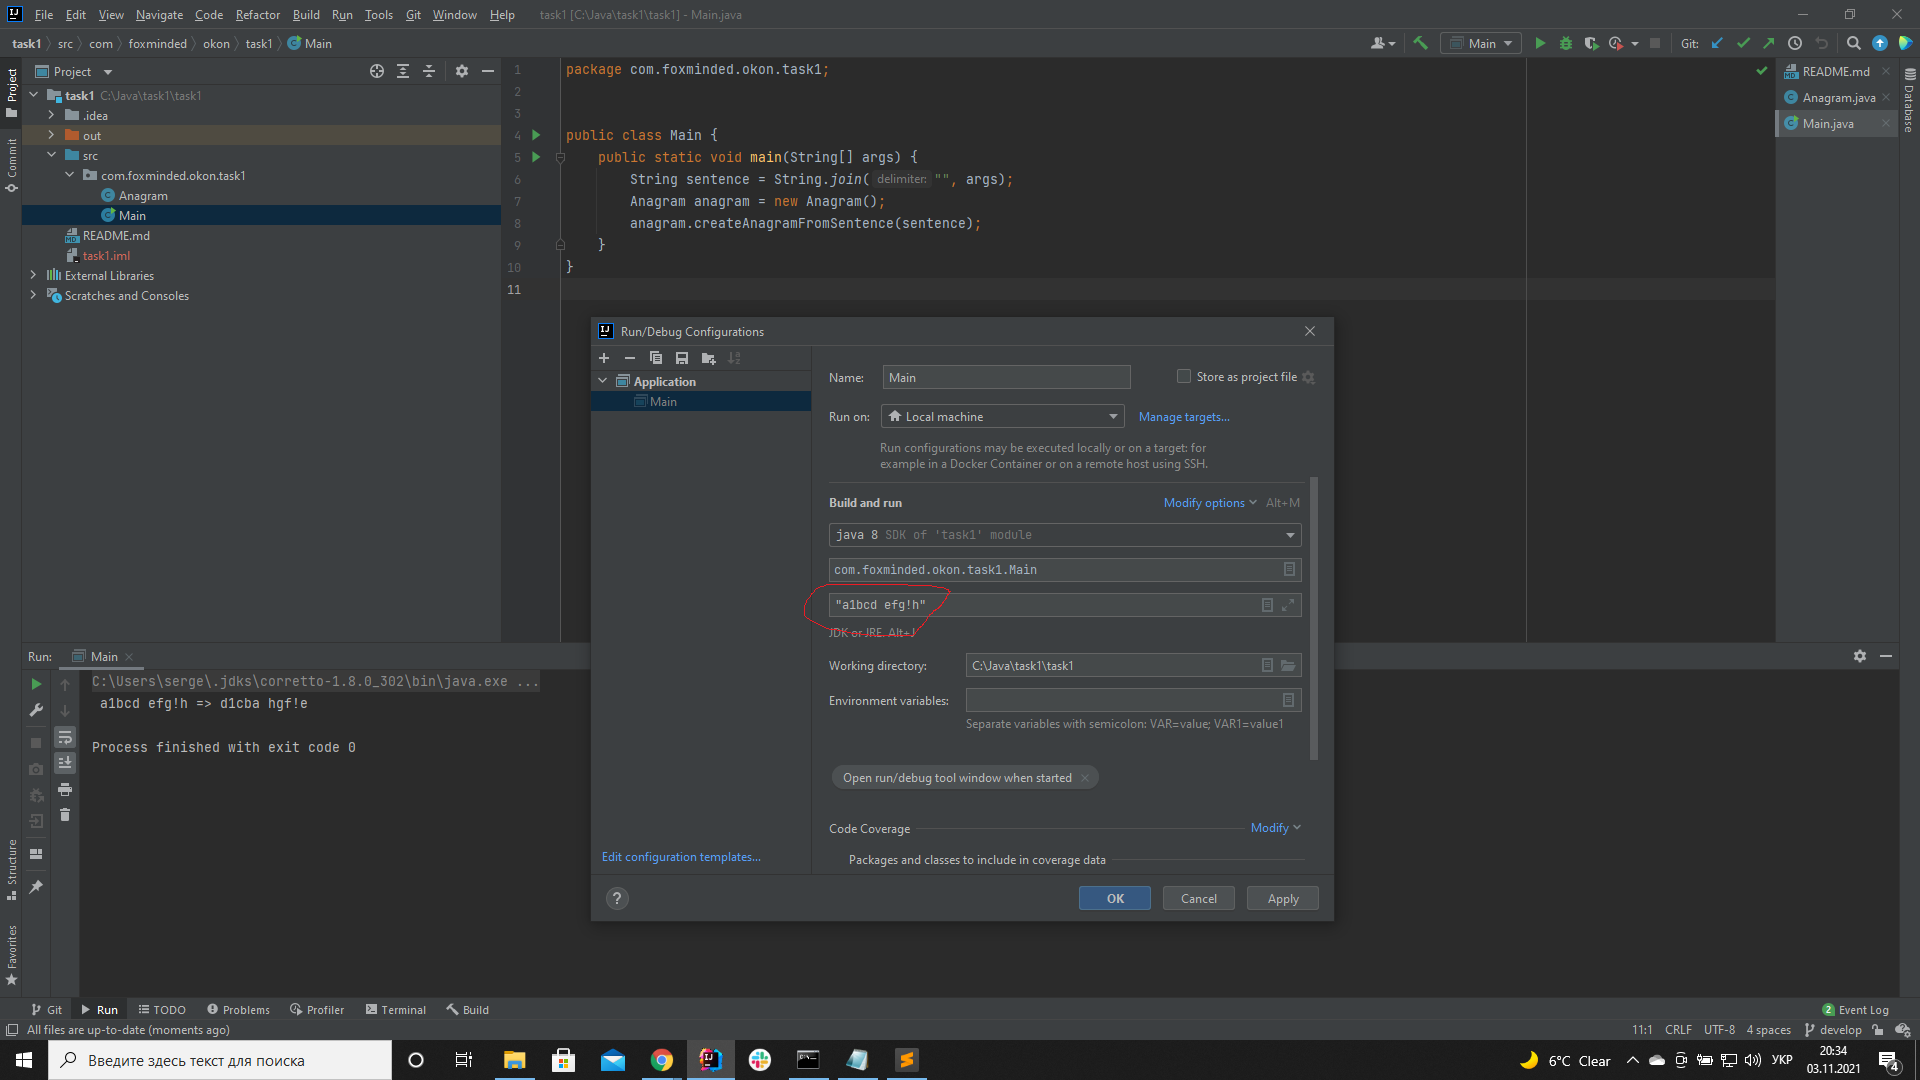 File Edit View Navigate Code Refactor Build Run Tools Git Window Help task1 [C:\Java\task1\task1] - Main.java
task1 src com foxminded okon task1 Main
Main
Git:
Project
README.md
Anagram.java
Main.java
Project
Commit
Structure
Favorites
Database
task1 C:\Java\task1\task1
.idea
out
src
com.foxminded.okon.task1
Anagram
Main
README.md
task1.iml
External Libraries
Scratches and Consoles
1 package com.foxminded.okon.task1;
2
3
4 public class Main {
5 public static void main(String[] args) {
6 String sentence = String.join( delimiter: "", args);
7 Anagram anagram = new Anagram();
8 anagram.createAnagramFromSentence(sentence);
9 }
10 }
11
Run/Debug Configurations
Application
Main
Edit configuration templates...
Name: Main
Store as project file
Run on: Local machine
Manage targets...
Run configurations may be executed locally or on a target: for
example in a Docker Container or on a remote host using SSH.
Build and run
Modify options Alt+M
java 8 SDK of 'task1' module
com.foxminded.okon.task1.Main
"a1bcd efg!h"
JDK or JRE. Alt+J
Working directory: C:\Java\task1\task1
Environment variables:
Separate variables with semicolon: VAR=value; VAR1=value1
Open run/debug tool window when started
Code Coverage
Modify
Packages and classes to include in coverage data
?
OK
Cancel
Apply
Run: Main
C:\Users\serge\.jdks\corretto-1.8.0_302\bin\java.exe ...
a1bcd efg!h => d1cba hgf!e
Process finished with exit code 0
Git Run TODO Problems Profiler Terminal Build
2 Event Log
All files are up-to-date (moments ago)
11:1 CRLF UTF-8 4 spaces develop
Введите здесь текст для поиска
6°C Clear
УКР
20:34
03.11.2021
4